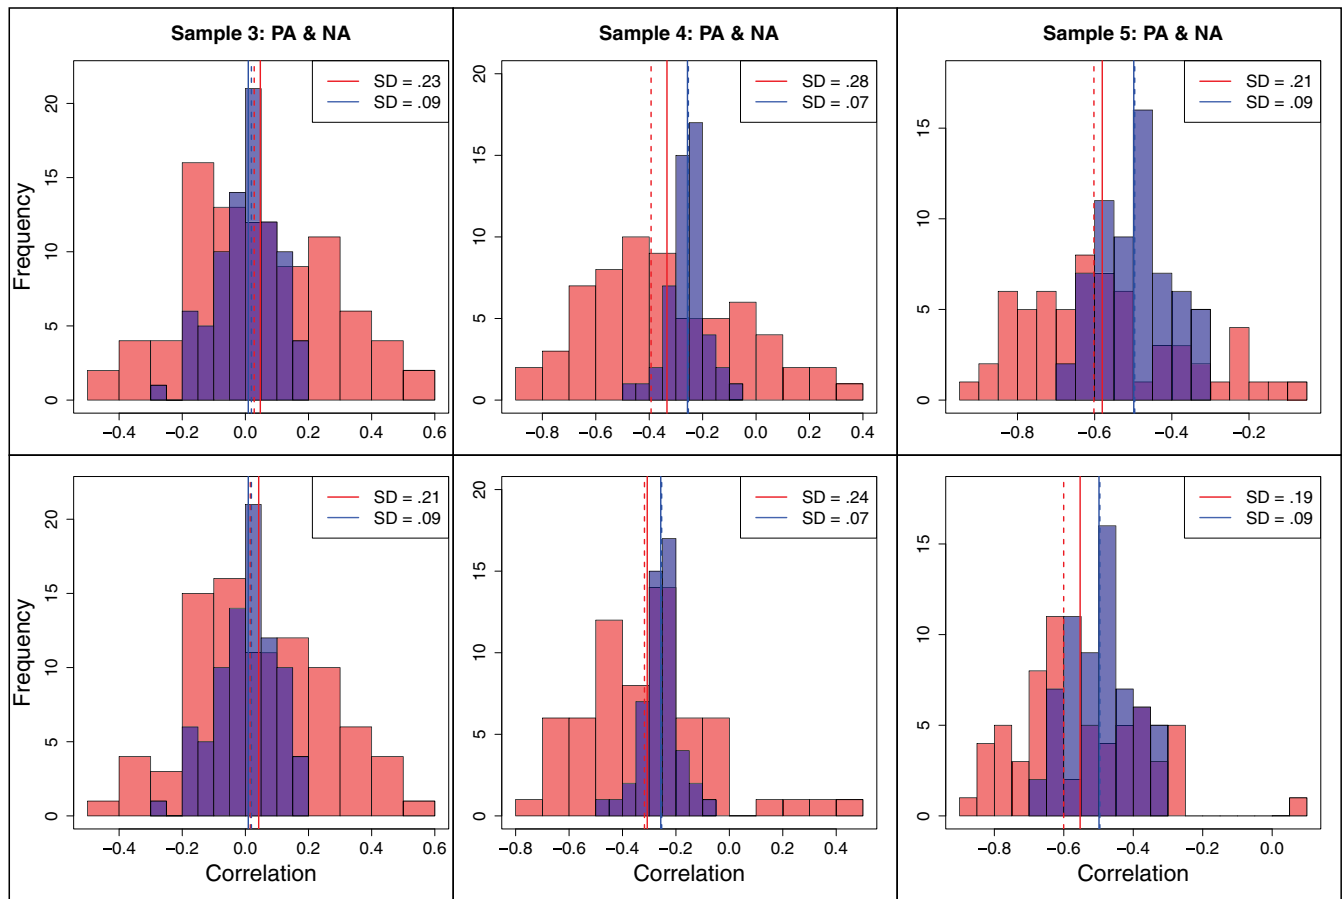 Sample 3: PA & NA
Sample 4: PA & NA
Sample 5: PA & NA
SD = .23
SD = .09
SD = .28
SD = .07
SD = .21
SD = .09
Frequency
0 5 10 15 20
−0.4 −0.2 0.0 0.2 0.4 0.6
0 5 10 15 20
−0.8 −0.6 −0.4 −0.2 0.0 0.2 0.4
0 5 10 15
−0.8 −0.6 −0.4 −0.2
SD = .21
SD = .09
SD = .24
SD = .07
SD = .19
SD = .09
Frequency
0 5 10 15 20
−0.4 −0.2 0.0 0.2 0.4 0.6
Correlation
0 5 10 15 20
−0.8 −0.6 −0.4 −0.2 0.0 0.2 0.4
Correlation
0 5 10 15
−0.8 −0.6 −0.4 −0.2 0.0
Correlation